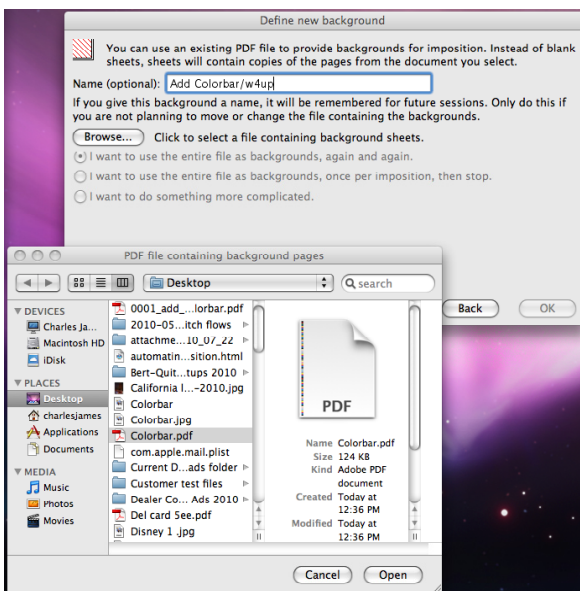 Define new background
You can use an existing PDF file to provide backgrounds for imposition. Instead of blank
sheets, sheets will contain copies of the pages from the document you select.
Name (optional): Add Colorbar/w4up
If you give this background a name, it will be remembered for future sessions. Only do this if
you are not planning to move or change the file containing the backgrounds.
Browse... Click to select a file containing background sheets.
I want to use the entire file as backgrounds, again and again.
I want to use the entire file as backgrounds, once per imposition, then stop.
I want to do something more complicated.
Back OK
PDF file containing background pages
Desktop
search
DEVICES
Charles Ja...
Macintosh HD
iDisk
PLACES
Desktop
charlesjames
Applications
Documents
MEDIA
Music
Photos
Movies
0001_add_...lorbar.pdf
2010-05...itch flows
attachme...10_07_22
automatin...sition.html
Bert-Quit...tups 2010
California I...-2010.jpg
Colorbar
Colorbar.jpg
Colorbar.pdf
com.apple.mail.plist
Current D...ads folder
Customer test files
Dealer Co... Ads 2010
Del card 5ee.pdf
Disney 1 .jpg
PDF
Name Colorbar.pdf
Size 124 KB
Kind Adobe PDF
document
Created Today at
12:36 PM
Modified Today at
12:36 PM
Cancel Open